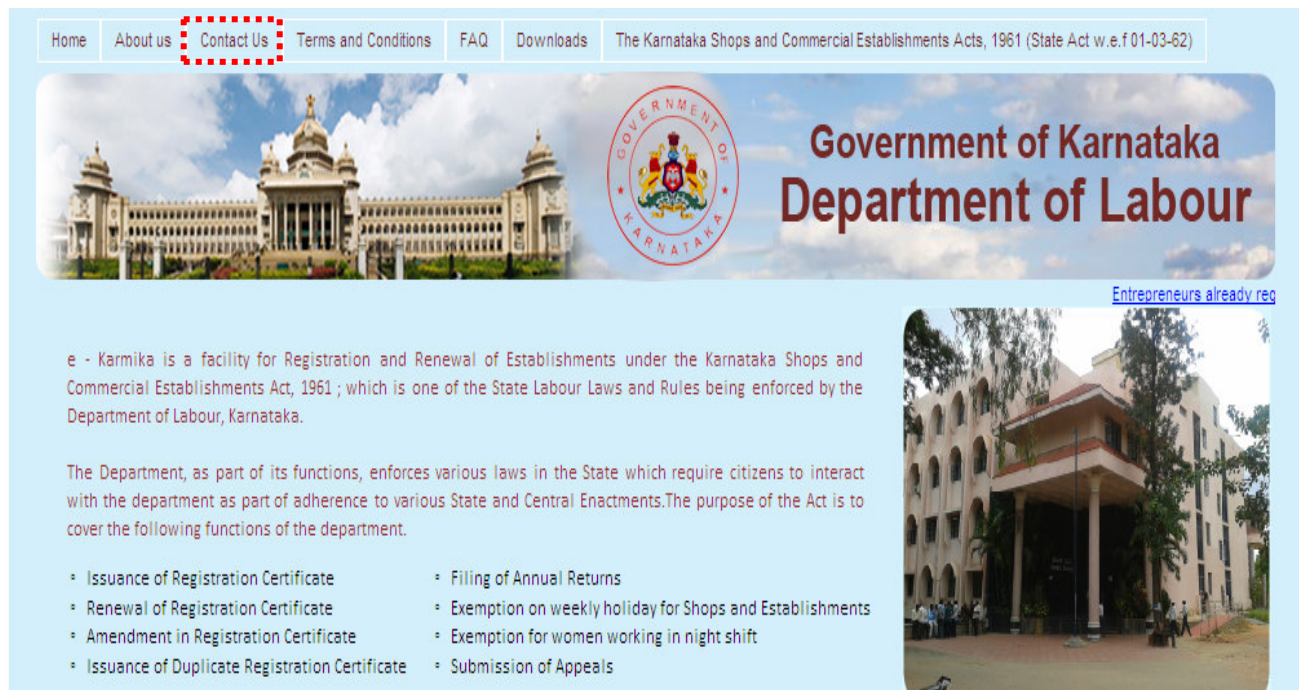 Home About us Contact Us Terms and Conditions FAQ Downloads The Karnataka Shops and Commercial Establishments Acts, 1961 (State Act w.e.f 01-03-62)
GOVERNMENT OF
KARNATAKA
Government of Karnataka
Department of Labour
Entrepreneurs already reg
e - Karmika is a facility for Registration and Renewal of Establishments under the Karnataka Shops and
Commercial Establishments Act, 1961 ; which is one of the State Labour Laws and Rules being enforced by the
Department of Labour, Karnataka.
The Department, as part of its functions, enforces various laws in the State which require citizens to interact
with the department as part of adherence to various State and Central Enactments.The purpose of the Act is to
cover the following functions of the department.
Issuance of Registration Certificate
Renewal of Registration Certificate
Amendment in Registration Certificate
Issuance of Duplicate Registration Certificate
Filing of Annual Returns
Exemption on weekly holiday for Shops and Establishments
Exemption for women working in night shift
Submission of Appeals